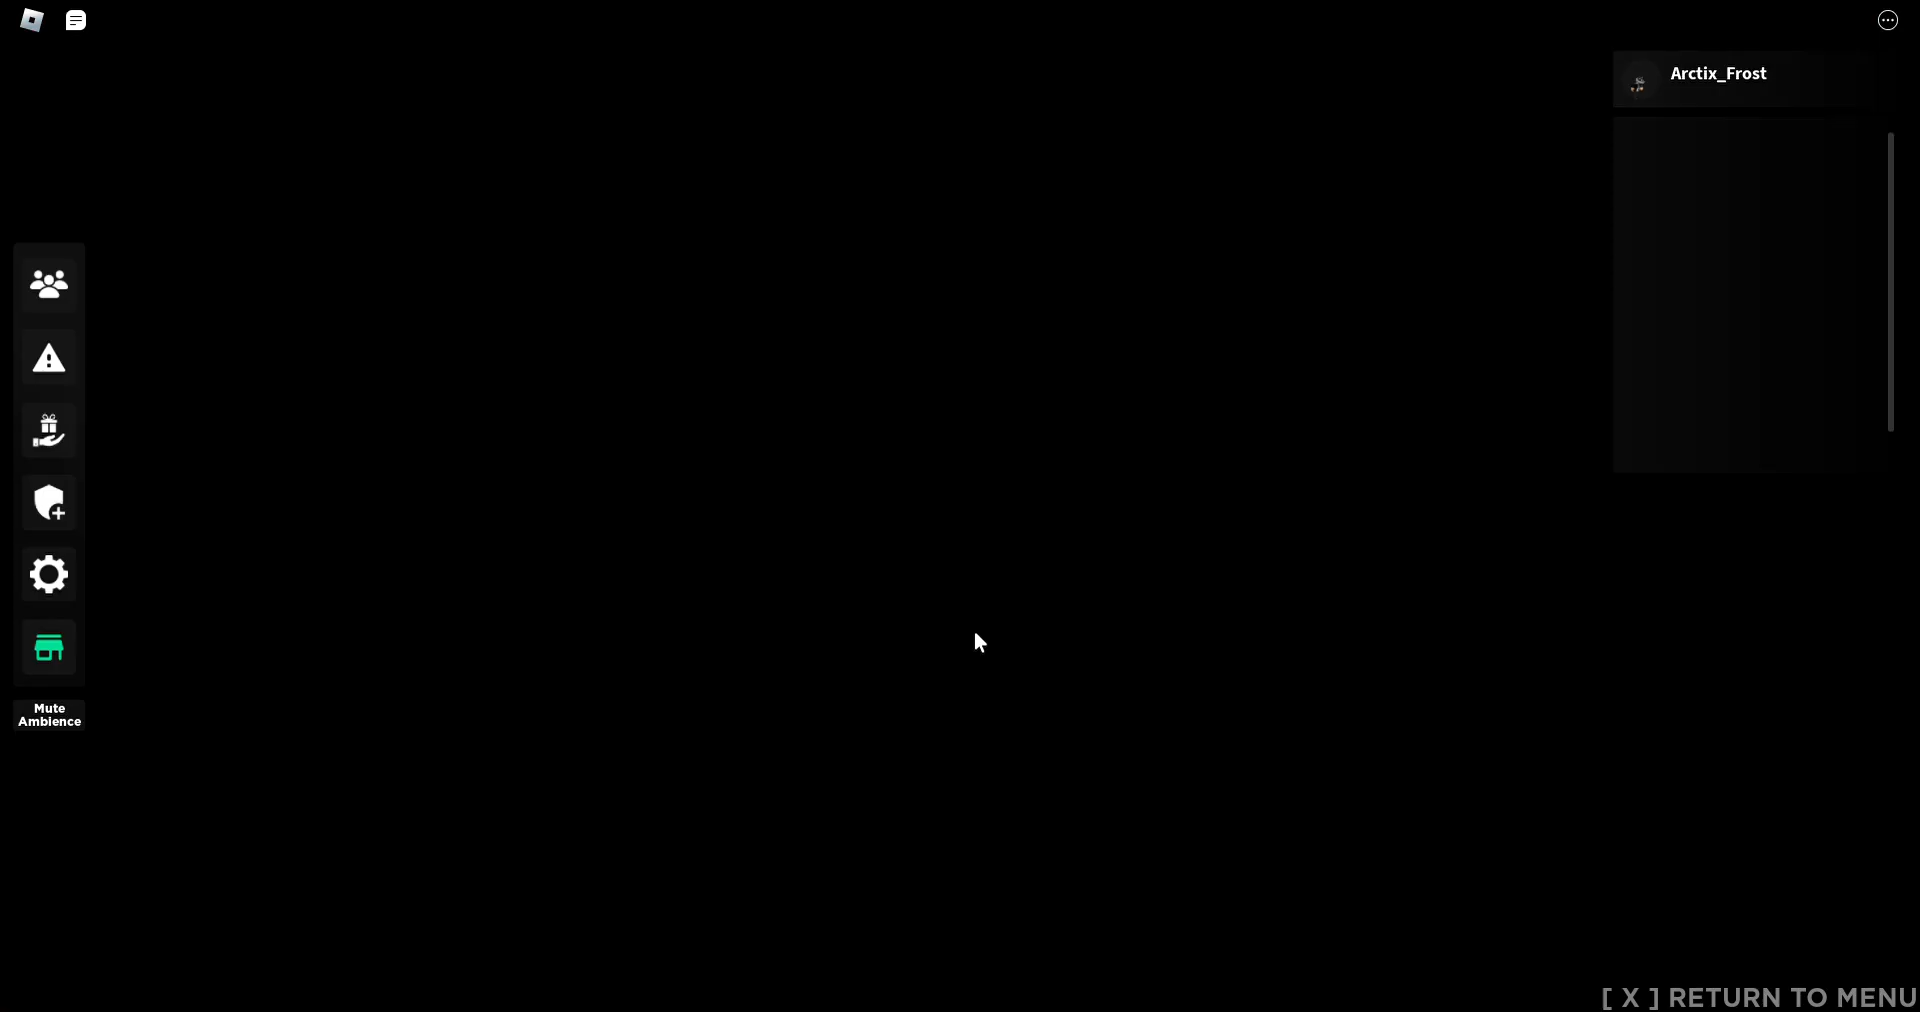 Arctix_Frost
Mute
Ambience
[ X ] RETURN TO MENU